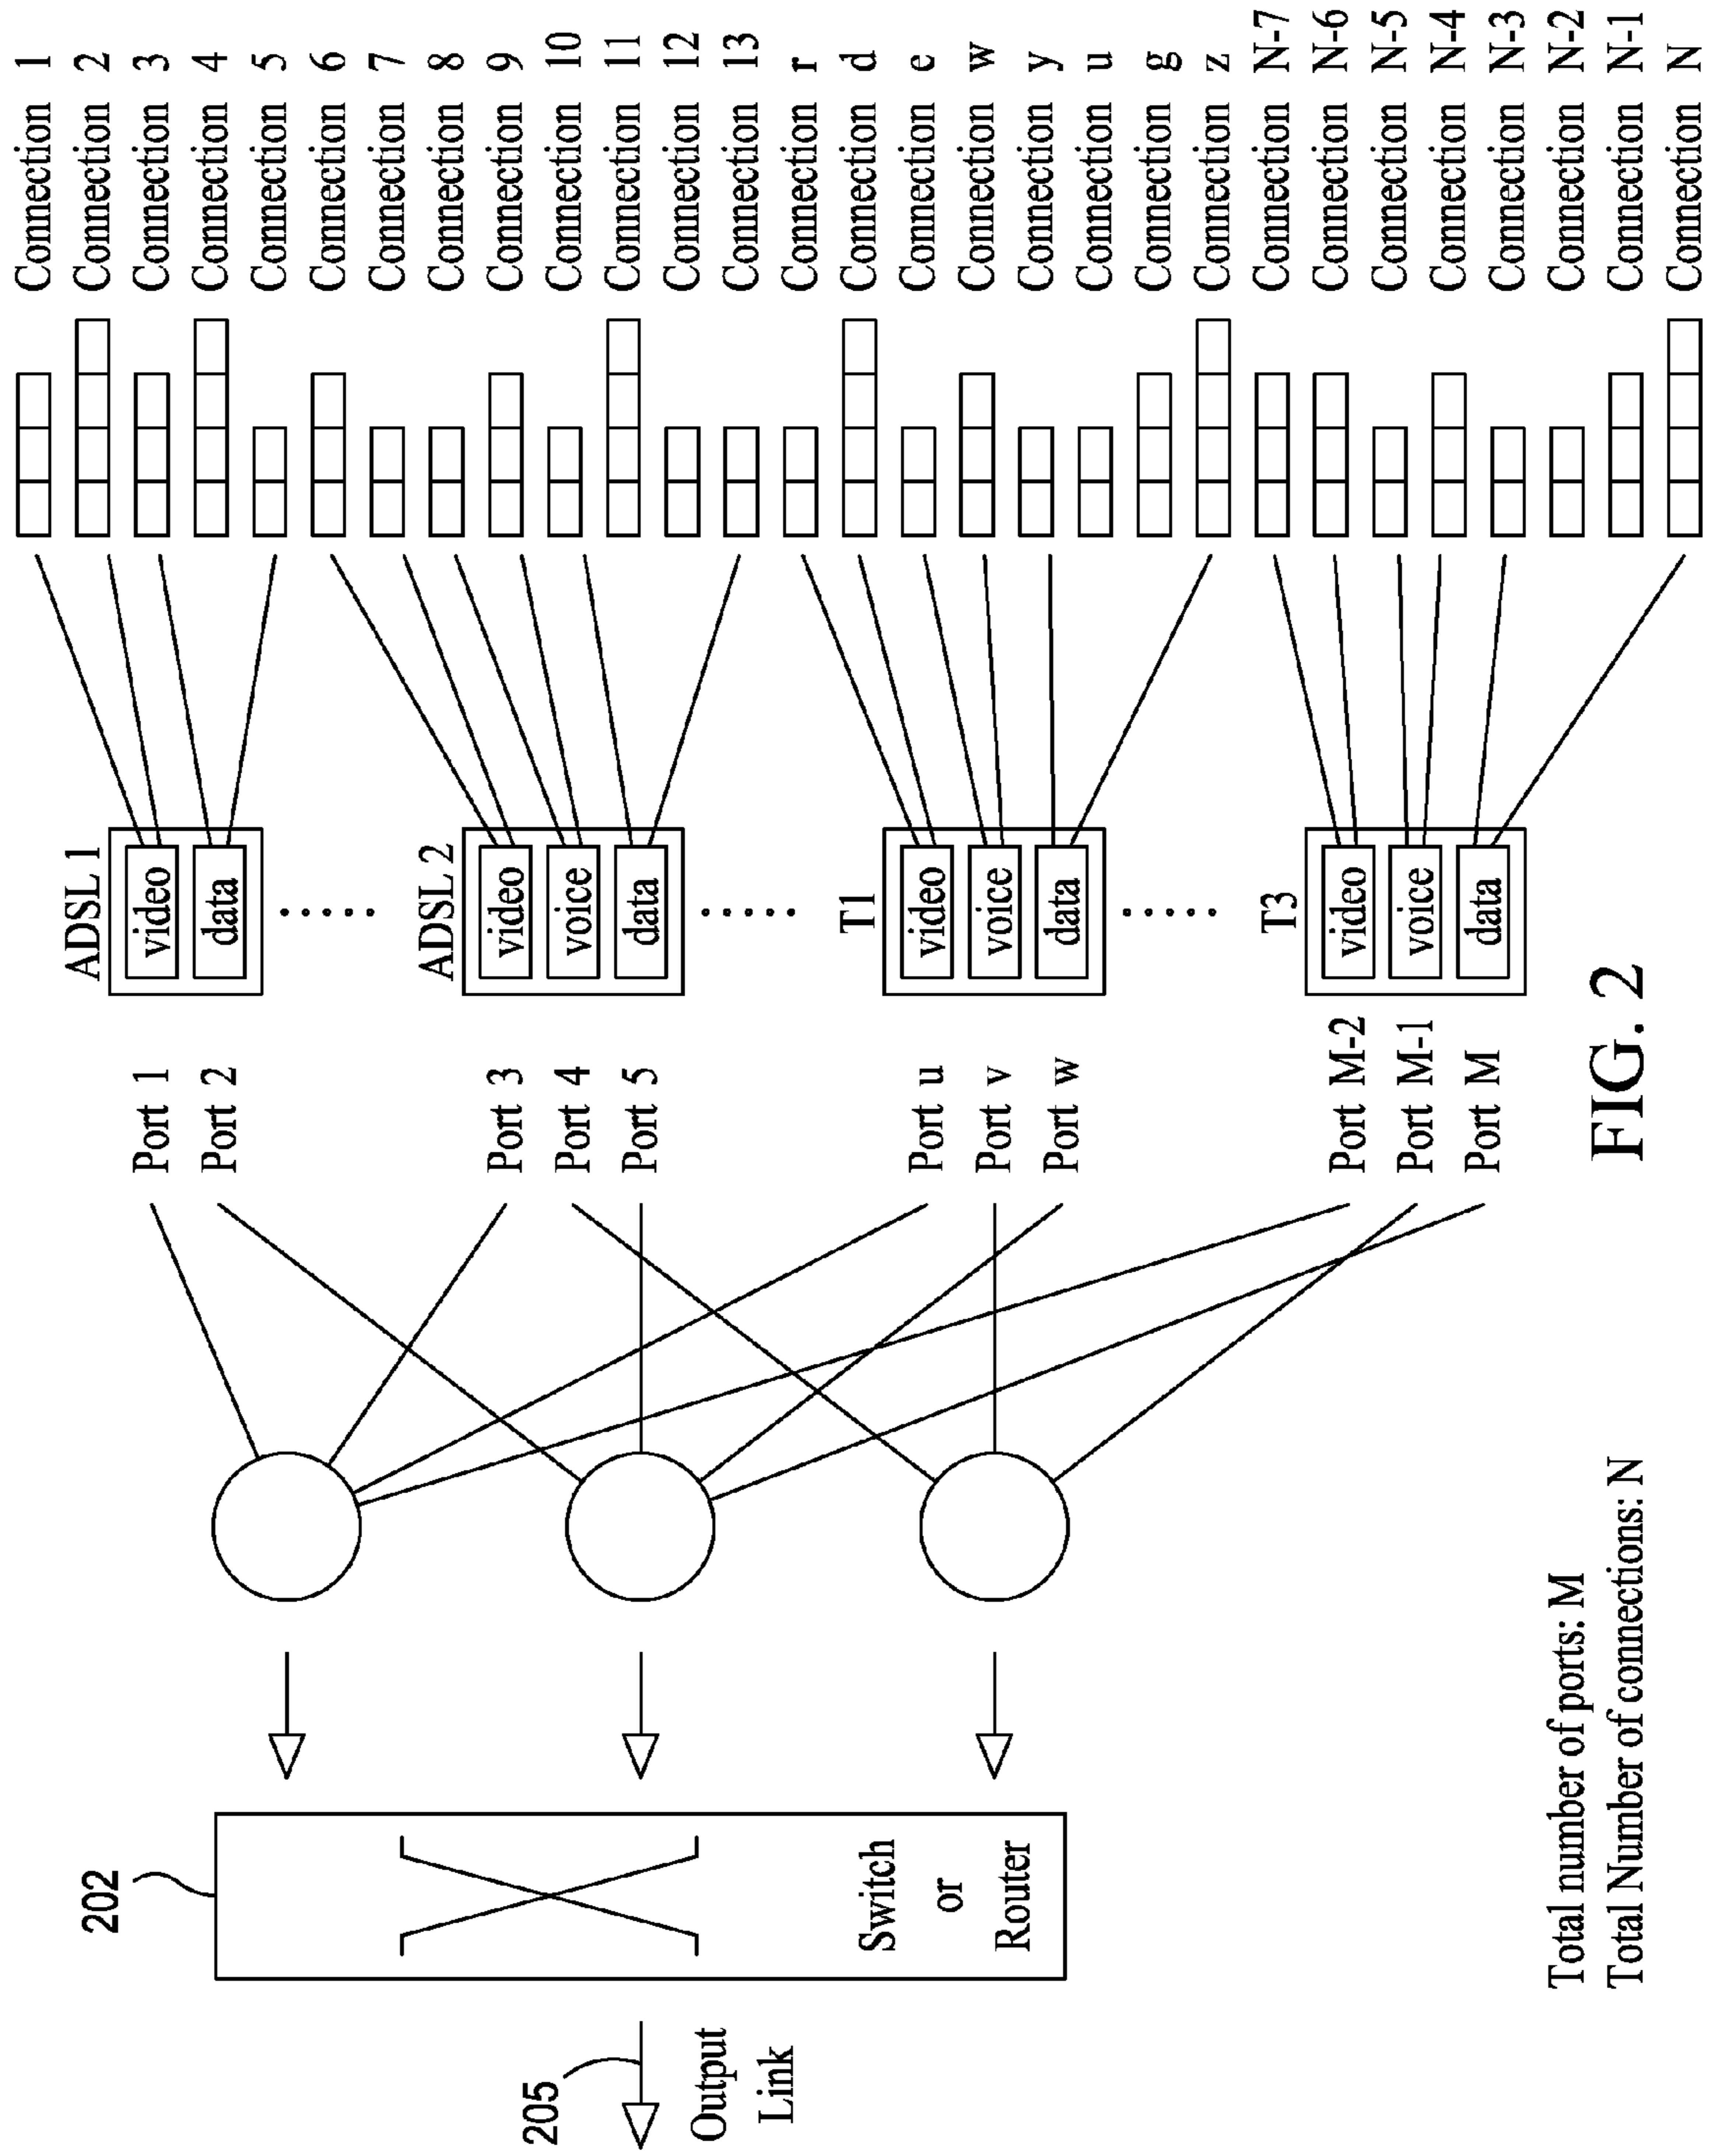 Connection 1
Connection 2
Connection 3
Connection 4
Connection 5
Connection 6
Connection 7
Connection 8
Connection 9
Connection 10
Connection 11
Connection 12
Connection 13
Connection r
Connection d
Connection e
Connection w
Connection y
Connection u
Connection g
Connection z
Connection N-7
Connection N-6
Connection N-5
Connection N-4
Connection N-3
Connection N-2
Connection N-1
Connection N
ADSL 1
video
data
ADSL 2
video
voice
data
T1
video
voice
data
T3
video
voice
data
Port 1
Port 2
Port 3
Port 4
Port 5
Port u
Port v
Port w
Port M-2
Port M-1
Port M
202
Switch
or
Router
205
Output
Link
Total number of ports: M
Total Number of connections: N
FIG. 2